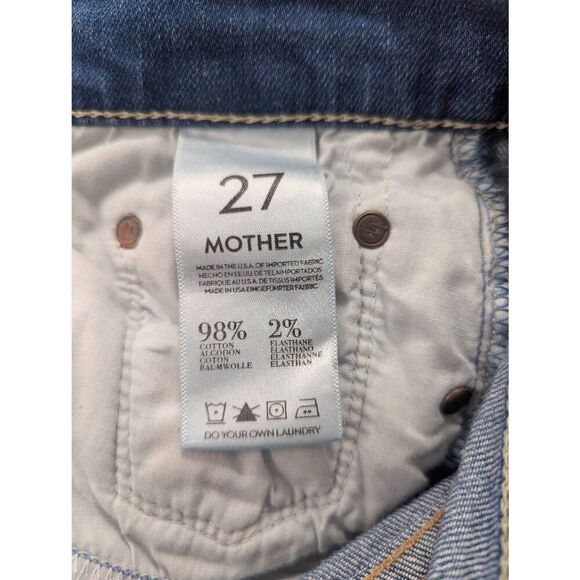 27
MOTHER
MADE IN THE U.S.A. OF IMPORTED FABRIC
HECHO EN EE.UU. DE TELA IMPORTADOS
FABRIQUE AU U.S.A. DE TISSUS IMPORTÉS
MADE IN USA EINGEFÜHRTER FABRIC
98% 2%
COTTON ELASTHANE
ALGODON ELASTHANO
COTON ELASTHANNE
BAUMWOLLE ELASTHAN
DO YOUR OWN LAUNDRY